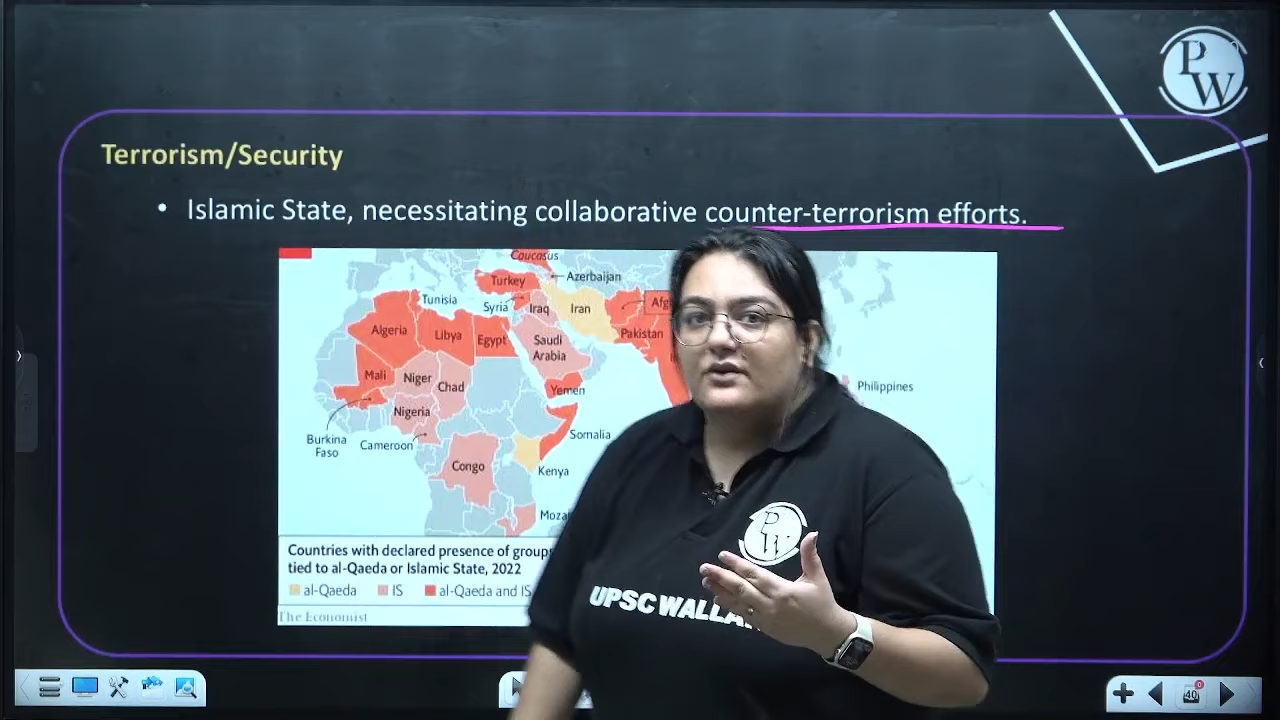 P
W
Terrorism/Security
• Islamic State, necessitating collaborative counter-terrorism efforts.
Caucasus
Turkey
Azerbaijan
Tunisia
Syria
Iraq
Iran
Algeria
Libya
Egypt
Saudi
Arabia
Pakistan
Mali
Niger
Chad
Yemen
Philippines
Nigeria
Burkina
Faso
Cameroon
Somalia
Congo
Kenya
Countries with declared presence of groups
tied to al-Qaeda or Islamic State, 2022
al-Qaeda IS al-Qaeda and IS
The Economist
P
W
UPSC WALLA
40